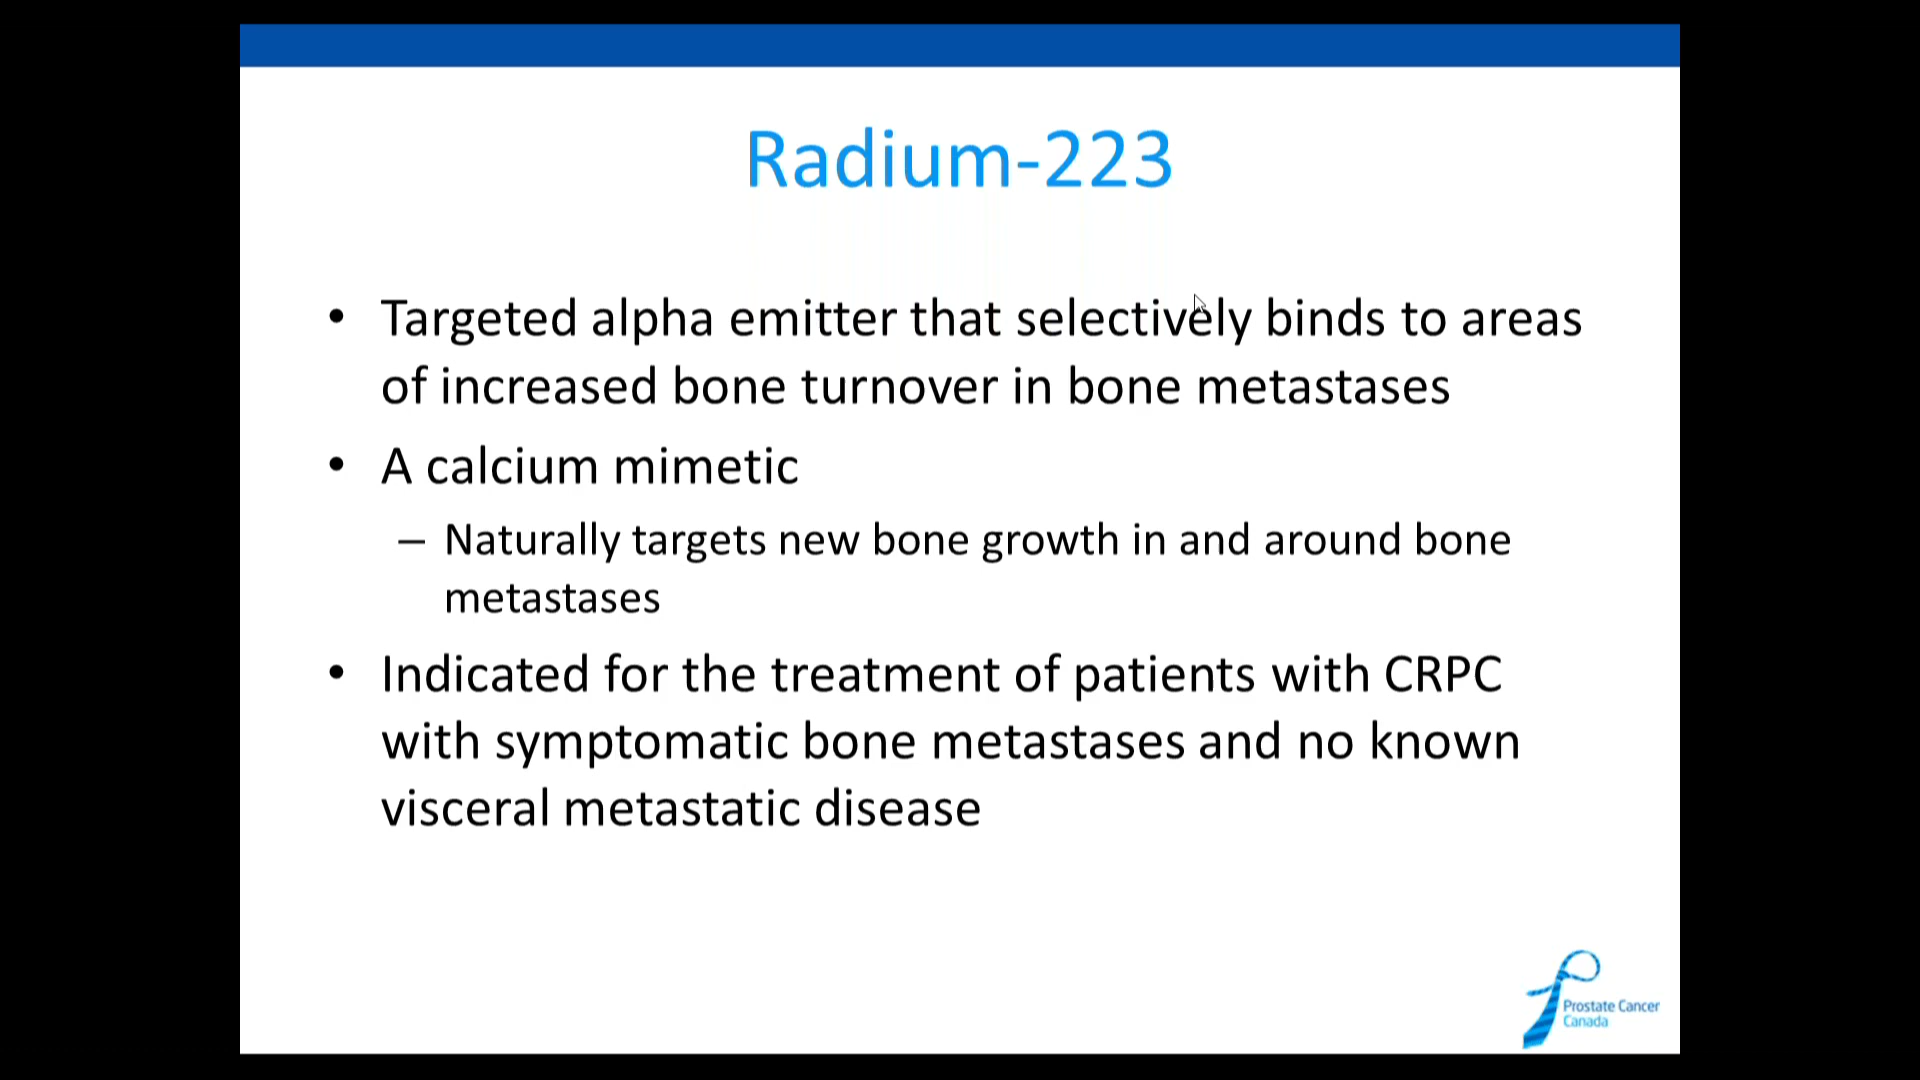 Radium-223
• Targeted alpha emitter that selectively binds to areas
of increased bone turnover in bone metastases
• A calcium mimetic
– Naturally targets new bone growth in and around bone
metastases
• Indicated for the treatment of patients with CRPC
with symptomatic bone metastases and no known
visceral metastatic disease
Prostate Cancer
Canada